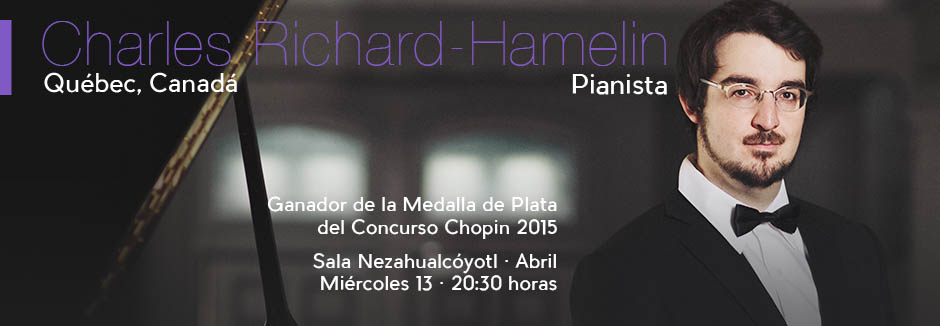 Charles Richard-Hamelin
Québec, Canadá
Pianista
Ganador de la Medalla de Plata
del Concurso Chopin 2015
Sala Nezahualcóyotl · Abril
Miércoles 13 · 20:30 horas